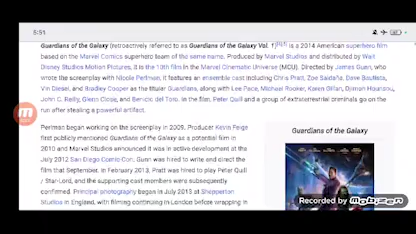 5:51
Guardians of the Galaxy (retroactively referred to as Guardians of the Galaxy Vol. 1)[5][6] is a 2014 American superhero film
based on the Marvel Comics superhero team of the same name. Produced by Marvel Studios and distributed by Walt
Disney Studios Motion Pictures, it is the 10th film in the Marvel Cinematic Universe (MCU). Directed by James Gunn, who
wrote the screenplay with Nicole Perlman, it features an ensemble cast including Chris Pratt, Zoe Saldaña, Dave Bautista,
Vin Diesel, and Bradley Cooper as the titular Guardians, along with Lee Pace, Michael Rooker, Karen Gillan, Djimon Hounsou,
John C. Reilly, Glenn Close, and Benicio del Toro. In the film, Peter Quill and a group of extraterrestrial criminals go on the
run after stealing a powerful artifact.
Perlman began working on the screenplay in 2009. Producer Kevin Feige
first publicly mentioned Guardians of the Galaxy as a potential film in
2010 and Marvel Studios announced it was in active development at the
July 2012 San Diego Comic-Con. Gunn was hired to write and direct the
film that September. In February 2013, Pratt was hired to play Peter Quill
/ Star-Lord, and the supporting cast members were subsequently
confirmed. Principal photography began in July 2013 at Shepperton
Studios in England, with filming continuing in London before wrapping in
Guardians of the Galaxy
Recorded by Mobizen